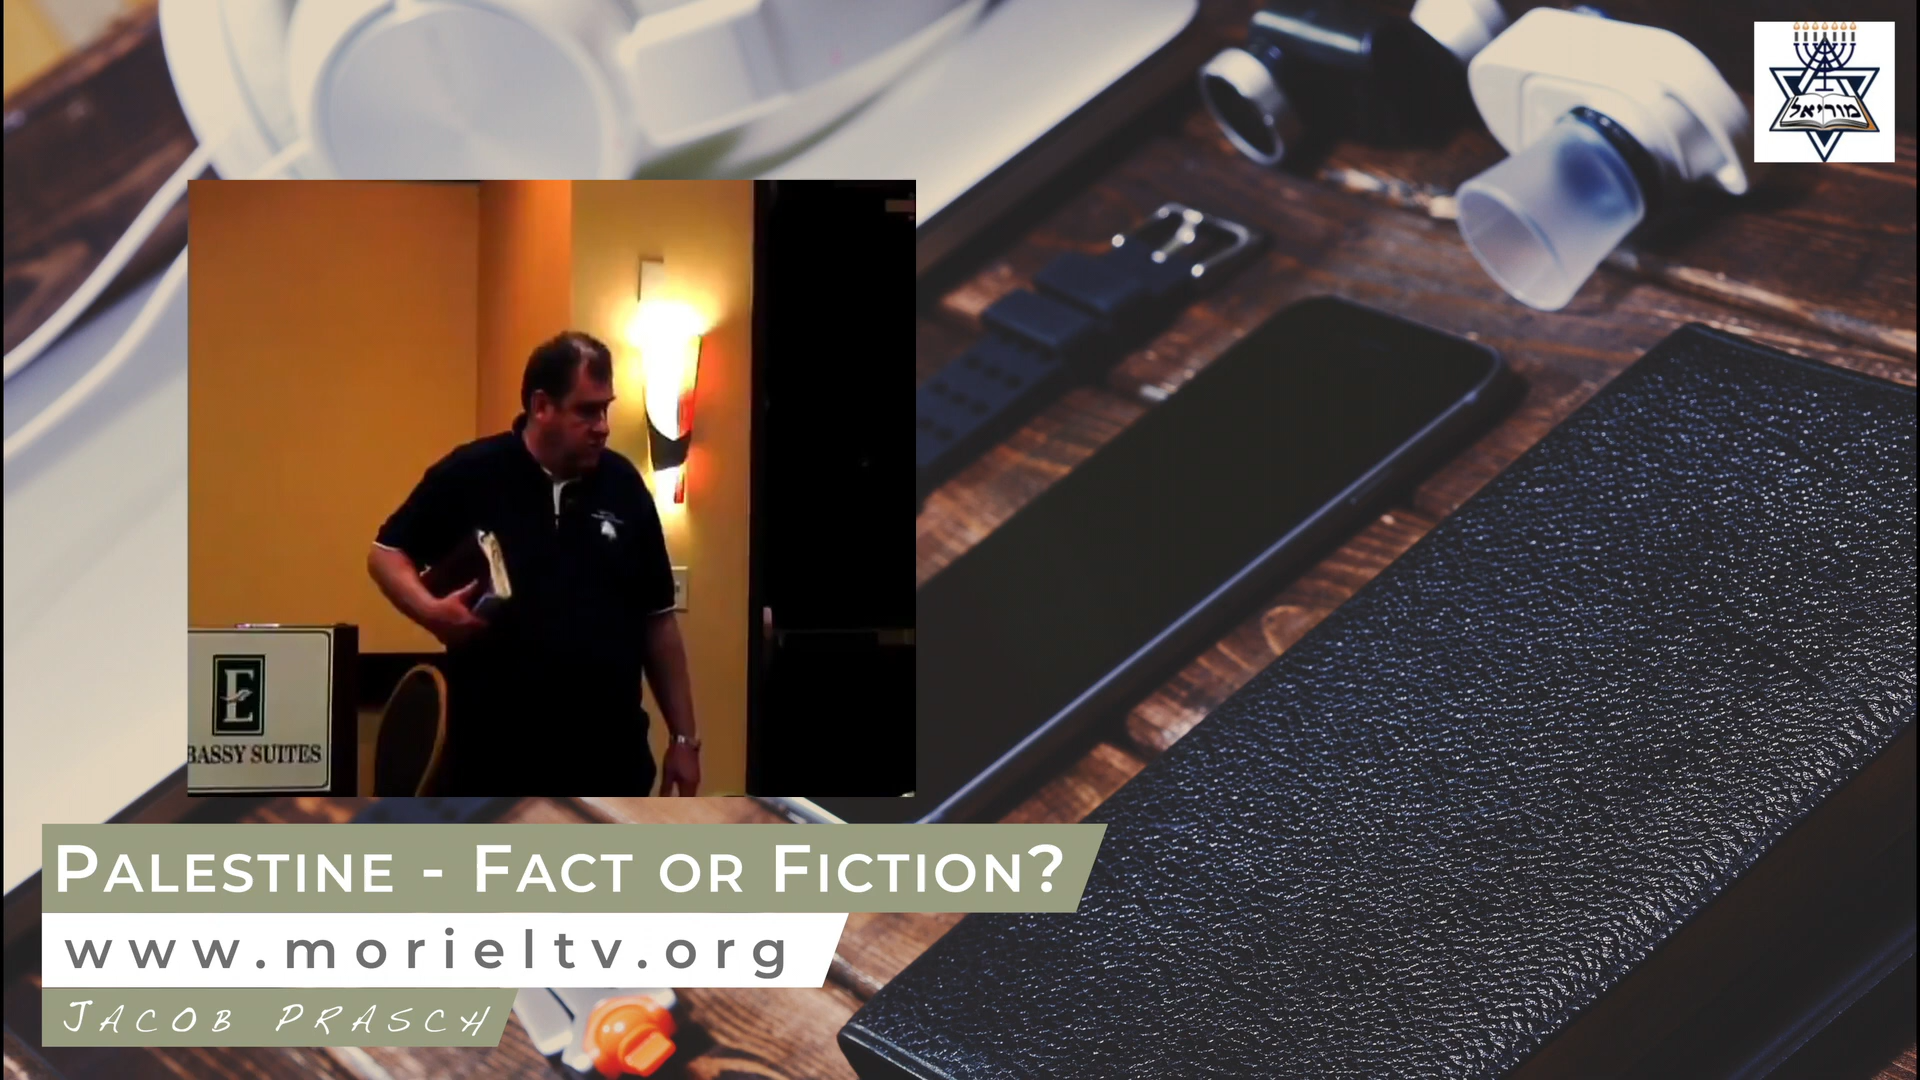 מוריאל
E
BASSY SUITES
PALESTINE - FACT OR FICTION?
www.morieltv.org
JACOB PRASCH